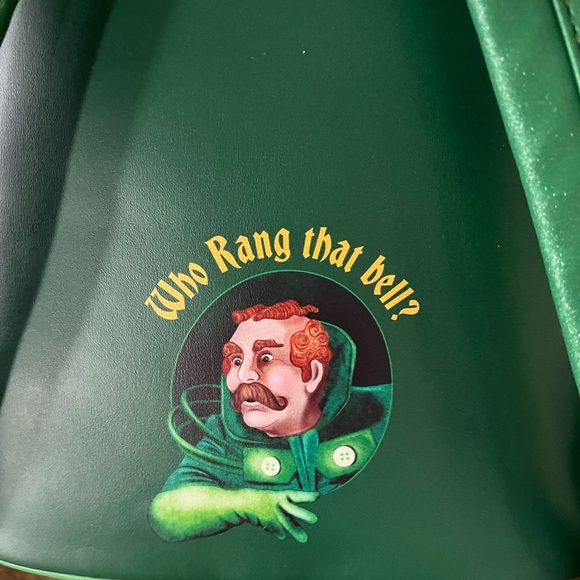 Who Rang that bell?